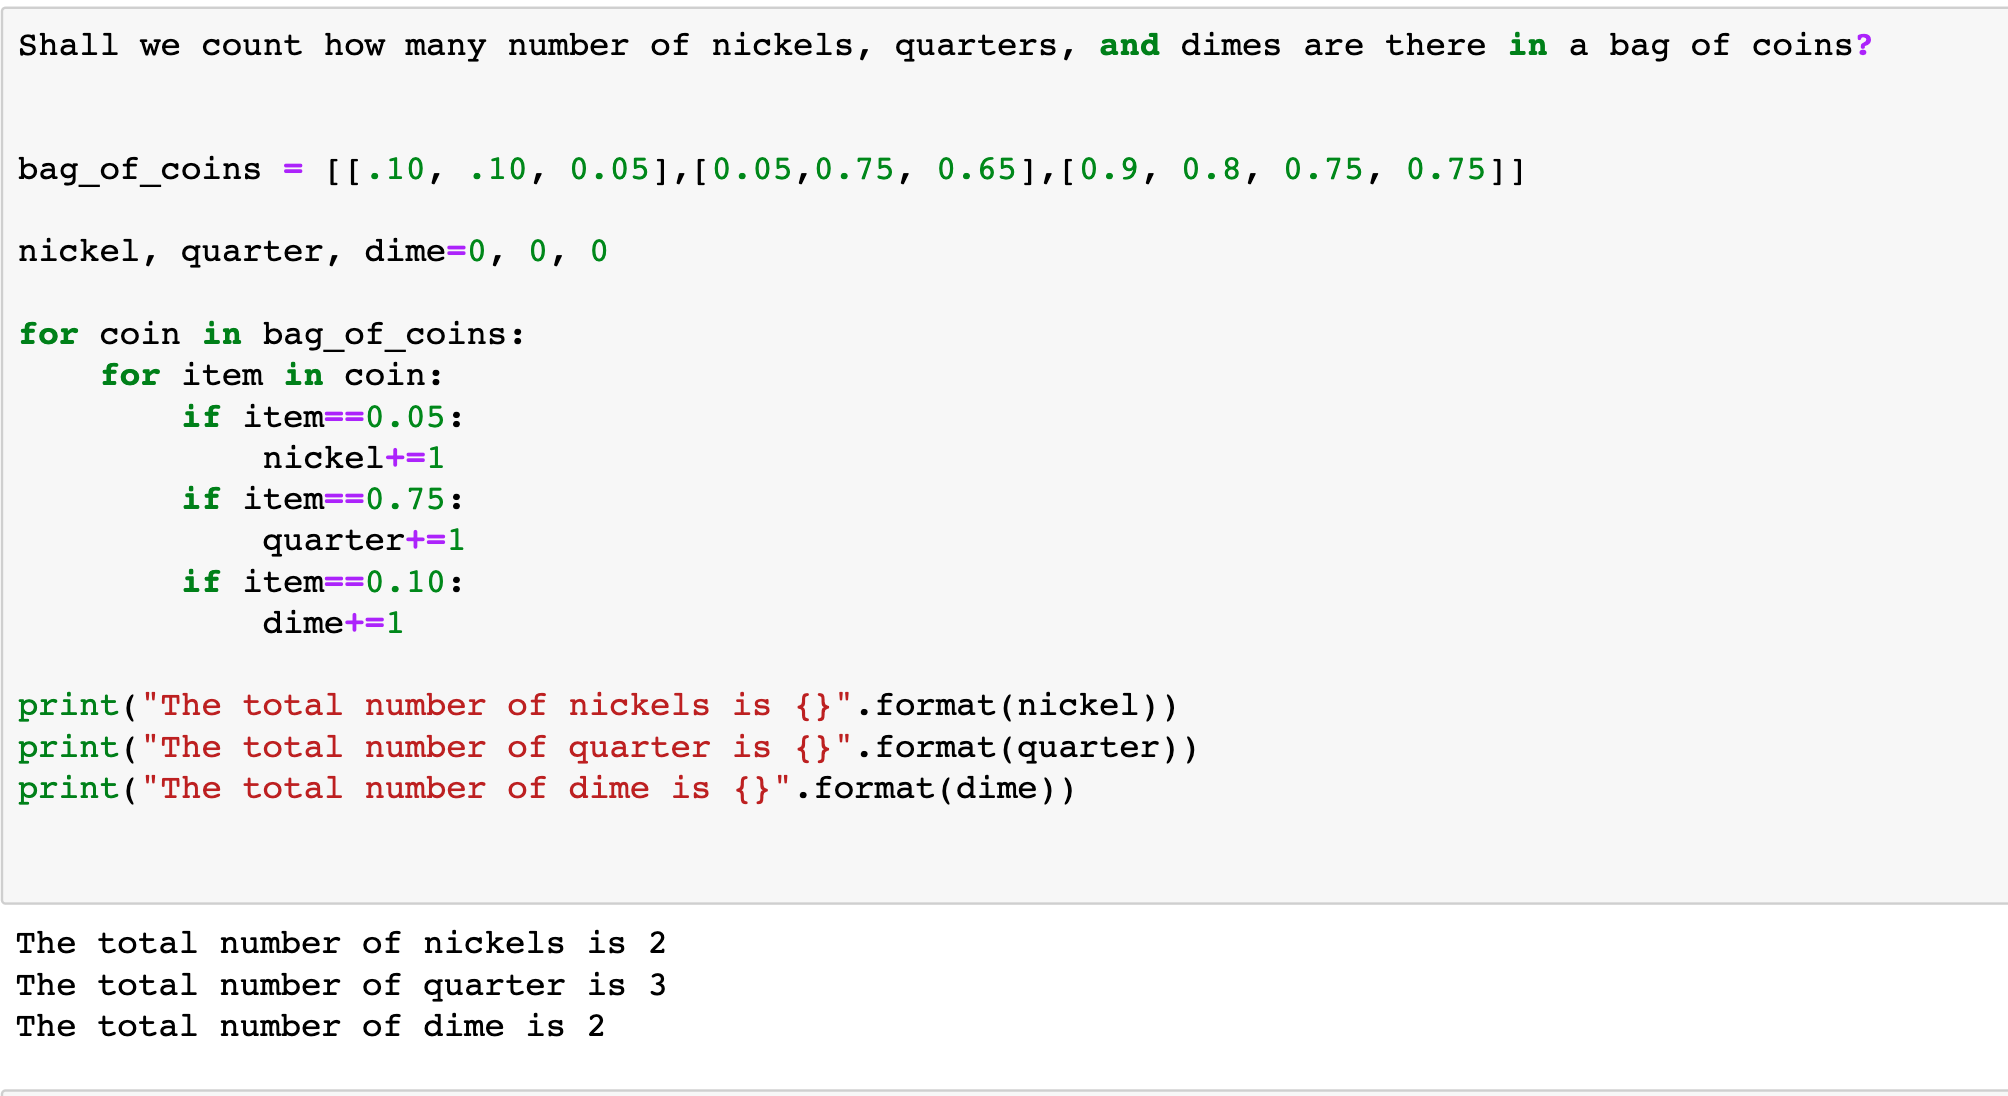 Shall we count how many number of nickels, quarters, and dimes are there in a bag of coins?
bag_of_coins = [[.10, .10, 0.05],[0.05,0.75, 0.65],[0.9, 0.8, 0.75, 0.75]]
nickel, quarter, dime=0, 0, 0
for coin in bag_of_coins:
    for item in coin:
        if item==0.05:
            nickel+=1
        if item==0.75:
            quarter+=1
        if item==0.10:
            dime+=1
print("The total number of nickels is {}".format(nickel))
print("The total number of quarter is {}".format(quarter))
print("The total number of dime is {}".format(dime))
The total number of nickels is 2
The total number of quarter is 3
The total number of dime is 2